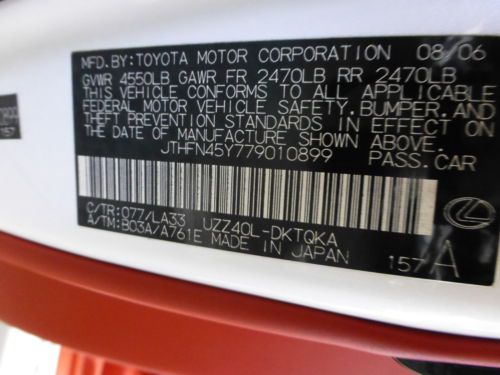 MFD.BY:TOYOTA MOTOR CORPORATION 08/06
GVWR 4550LB GAWR FR 2470LB RR 2470LB
THIS VEHICLE CONFORMS TO ALL APPLICABLE
FEDERAL MOTOR VEHICLE SAFETY, BUMPER, AND
THEFT PREVENTION STANDARDS IN EFFECT ON
THE DATE OF MANUFACTURE SHOWN ABOVE.
JTHFN45Y779010899 PASS.CAR
C/TR:077/LA33 UZZ40L-DKTQKA
A/TM:B03A/A761E MADE IN JAPAN
157 A
157